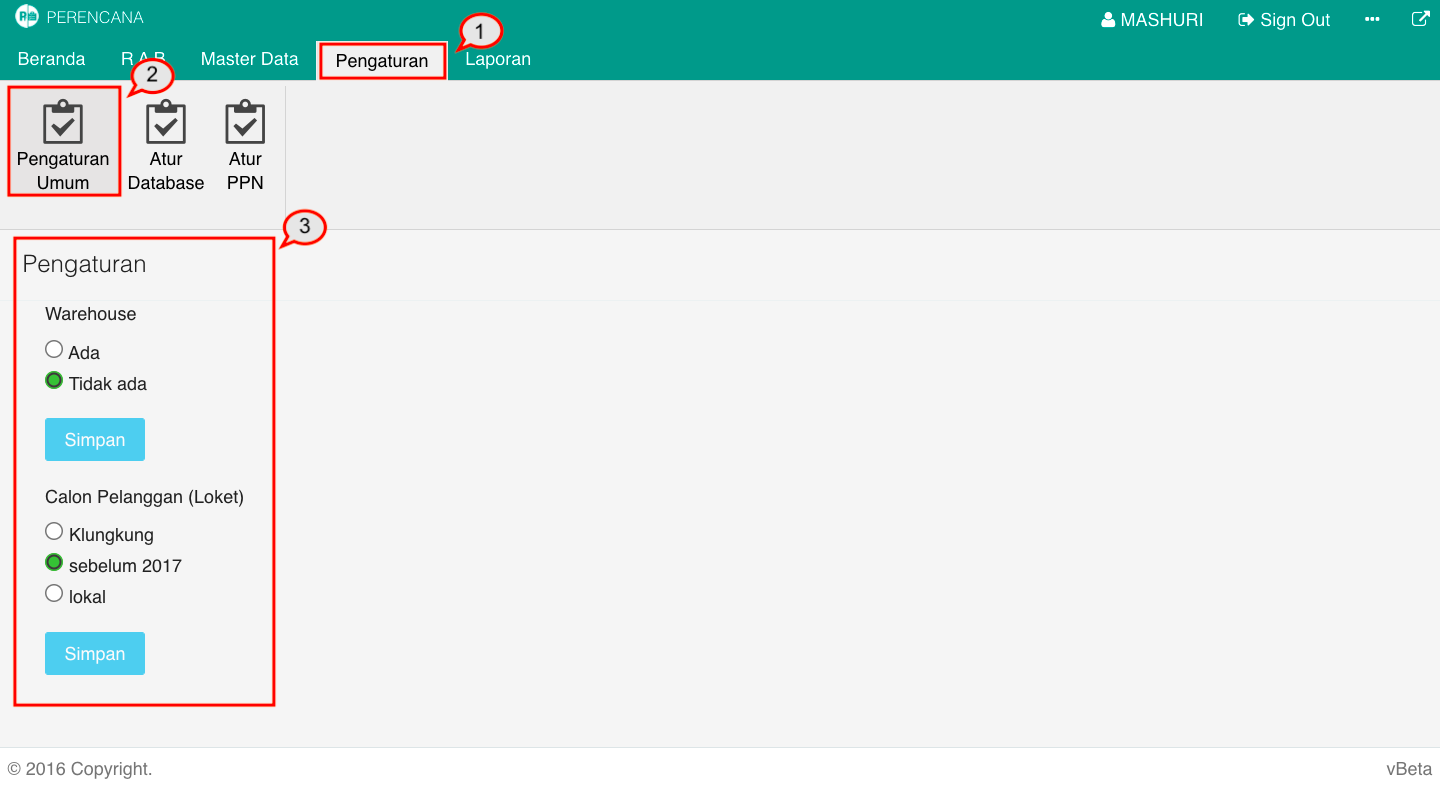 PERENCANA
MASHURI
Sign Out
Beranda
R A B
Master Data
Pengaturan
Laporan
1
2
Pengaturan
Umum
Atur
Database
Atur
PPN
3
Pengaturan
Warehouse
Ada
Tidak ada
Simpan
Calon Pelanggan (Loket)
Klungkung
sebelum 2017
lokal
Simpan
© 2016 Copyright.
vBeta